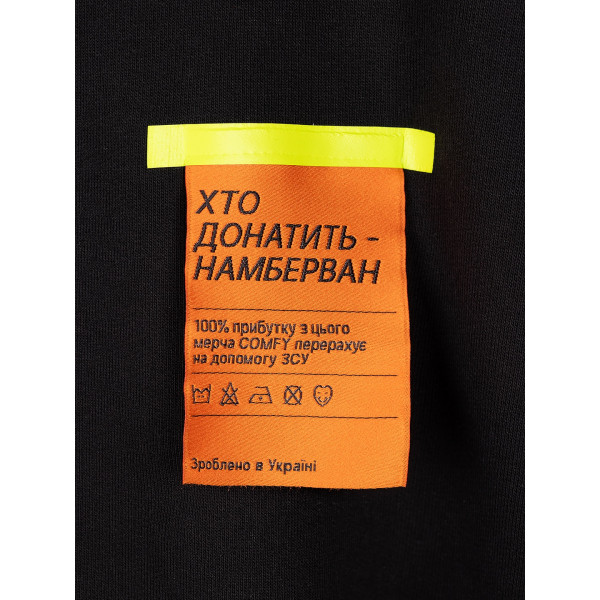 ХТО
ДОНАТИТЬ -
НАМБЕРВАН
100% прибутку з цього
мерча COMFY перерахує
на допомогу ЗСУ
Зроблено в Україні